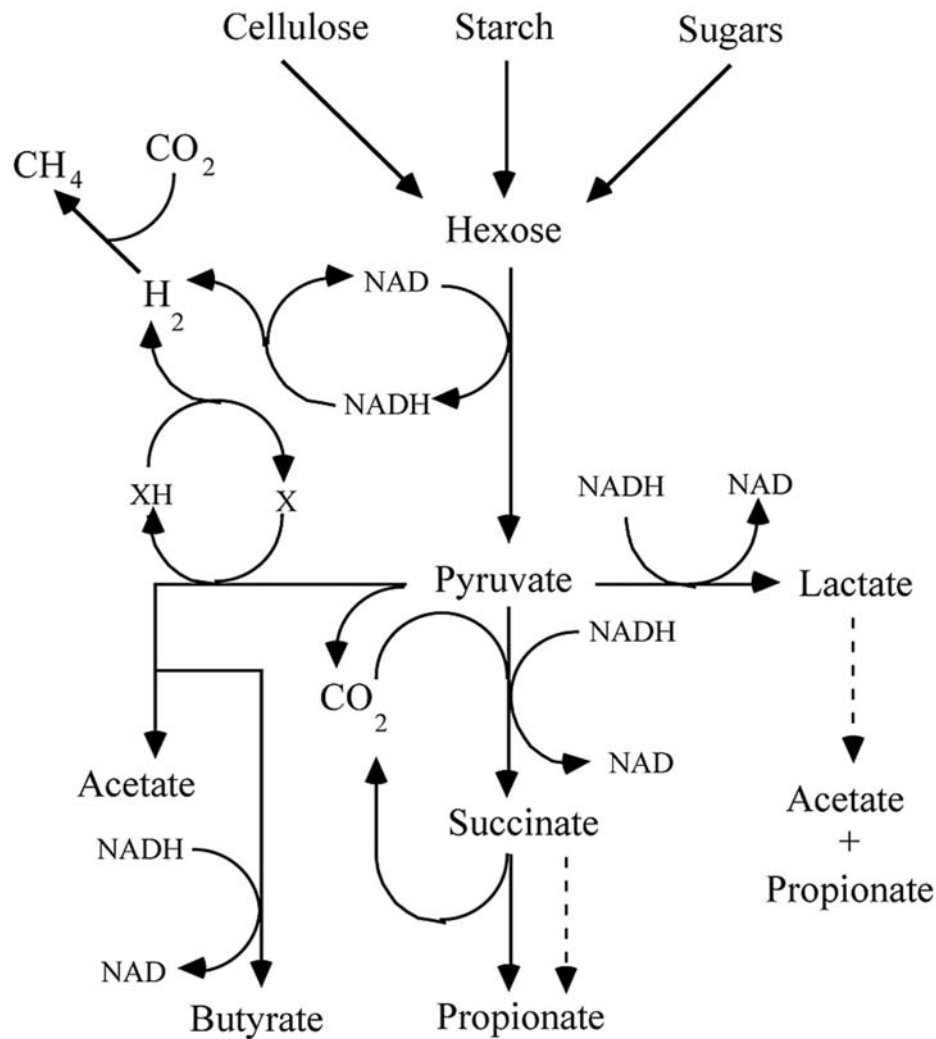 Cellulose Starch Sugars
CH4 CO2
Hexose
H2 NAD
NADH
XH X NADH NAD
Pyruvate Lactate
NADH
CO2
NAD
Acetate Succinate Acetate
NADH +
Propionate
NAD
Butyrate Propionate